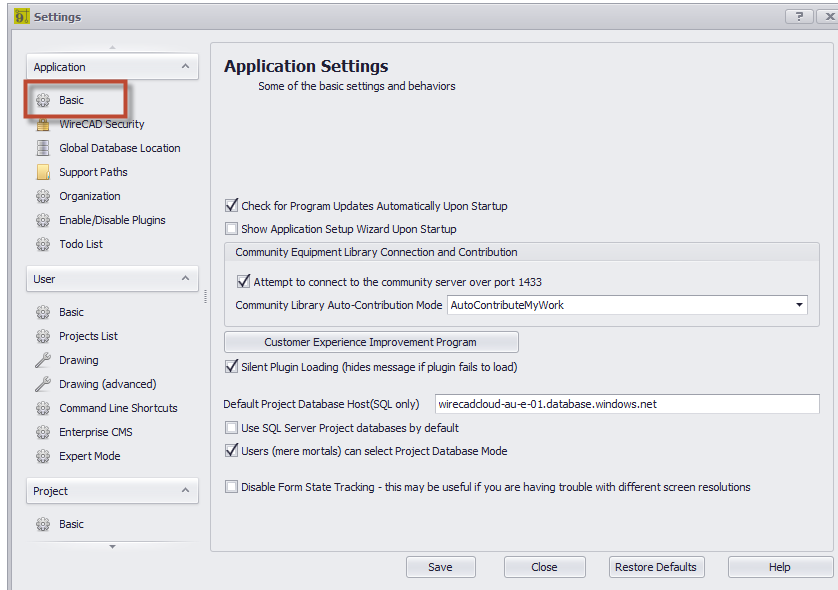 9
Settings
?
x
Application
Basic
WireCAD Security
Global Database Location
Support Paths
Organization
Enable/Disable Plugins
Todo List
User
Basic
Projects List
Drawing
Drawing (advanced)
Command Line Shortcuts
Enterprise CMS
Expert Mode
Project
Basic
Application Settings
Some of the basic settings and behaviors
Check for Program Updates Automatically Upon Startup
Show Application Setup Wizard Upon Startup
Community Equipment Library Connection and Contribution
Attempt to connect to the community server over port 1433
Community Library Auto-Contribution Mode AutoContributeMyWork
Customer Experience Improvement Program
Silent Plugin Loading (hides message if plugin fails to load)
Default Project Database Host(SQL only) wirecadcloud-au-e-01.database.windows.net
Use SQL Server Project databases by default
Users (mere mortals) can select Project Database Mode
Disable Form State Tracking - this may be useful if you are having trouble with different screen resolutions
Save Close Restore Defaults Help